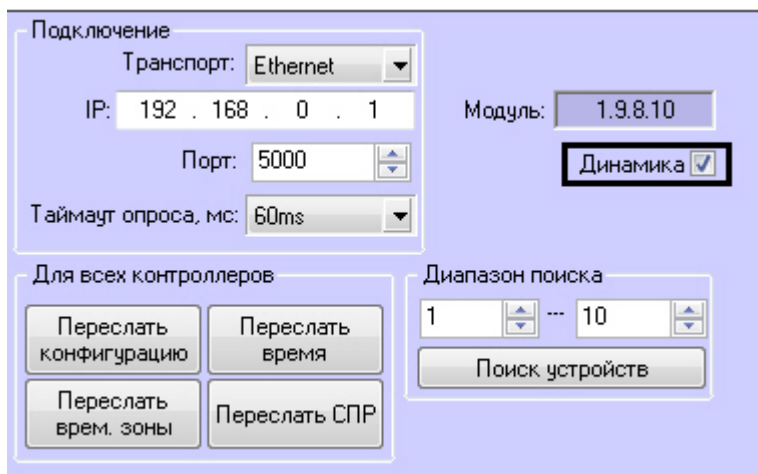 Подключение
Транспорт: Ethernet
IP: 192 . 168 . 0 . 1
Порт: 5000
Таймаут опроса, мс: 60ms
Модуль: 1.9.8.10
Динамика
Для всех контроллеров
Переслать
конфигурацию
Переслать
время
Переслать
врем. зоны
Переслать СПР
Диапазон поиска
1 --- 10
Поиск устройств